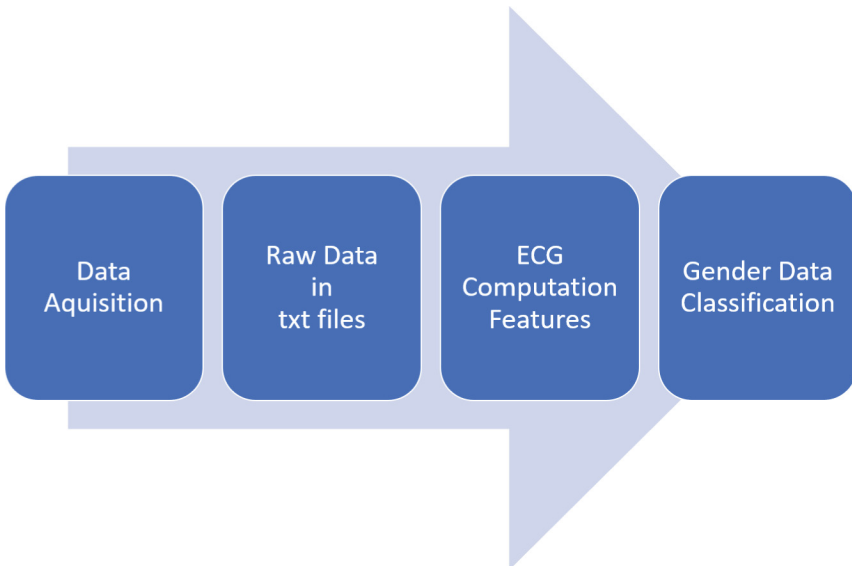 Data
Aquisition
Raw Data
in
txt files
ECG
Computation
Features
Gender Data
Classification